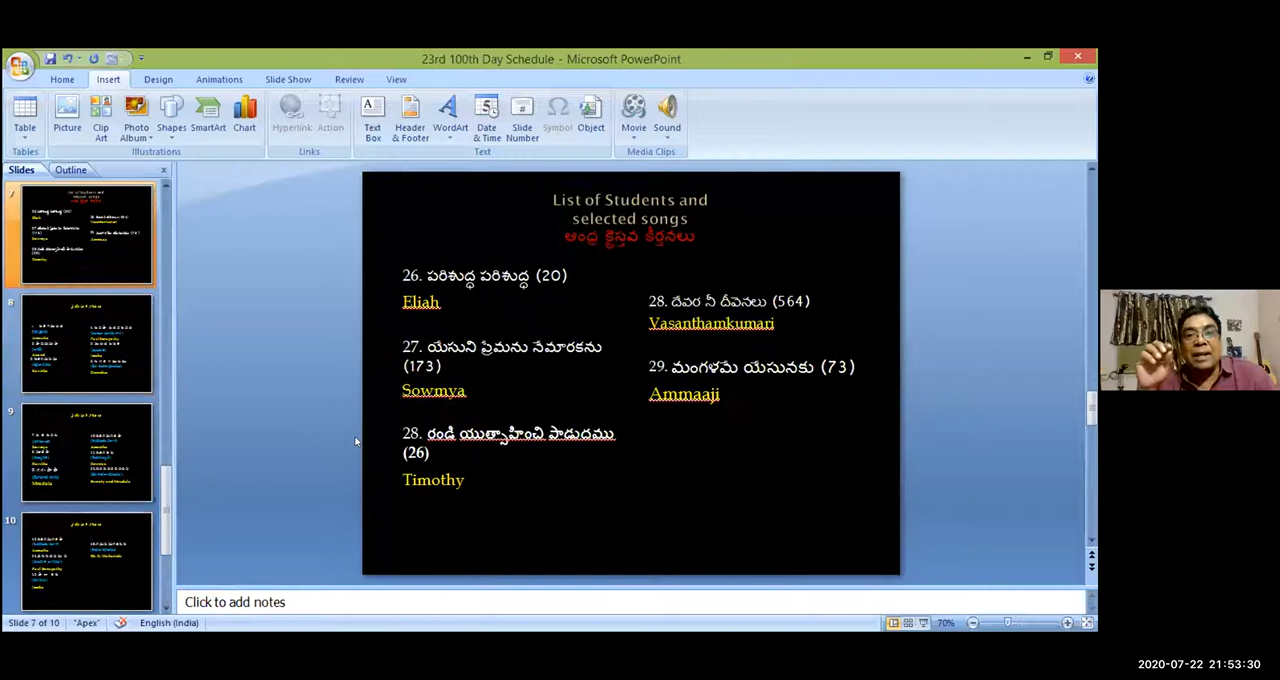 23rd 100th Day Schedule - Microsoft PowerPoint
Home Insert Design Animations Slide Show Review View
Table Picture Clip Art Photo Album Shapes SmartArt Chart Hyperlink Action Text Box Header & Footer WordArt Date & Time Slide Number Symbol Object Movie Sound
Tables Illustrations Links Text Media Clips
Slides Outline
List of Students and
selected songs
ఆంధ్ర క్రైస్తవ కీర్తనలు
26. పరిశుద్ధ పరిశుద్ధ (20)
Eliah
27. యేసుని ప్రేమను నేమారకను
(173)
Sowmya
28. రండి యుత్సాహించి పాడుదము
(26)
Timothy
28. దేవర నీ దీవెనలు (564)
Vasanthamkumari
29. మంగళమే యేసునకు (73)
Ammaaji
7
8
9
10
Click to add notes
Slide 7 of 10 "Apex" English (India) 70%
2020-07-22 21:53:30